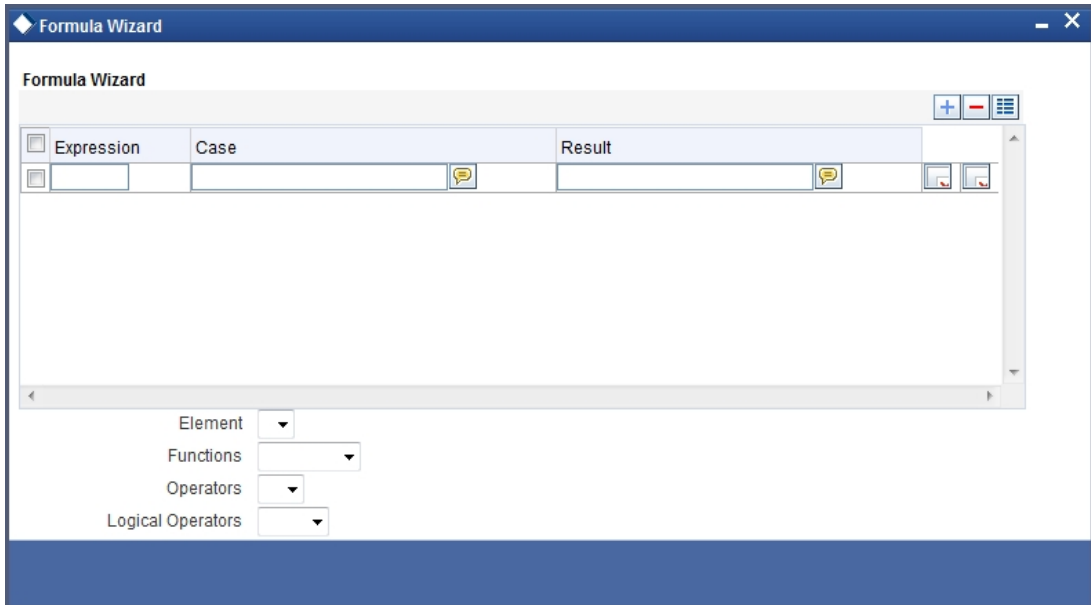 Formula Wizard
Formula Wizard
Expression Case Result
Element
Functions
Operators
Logical Operators